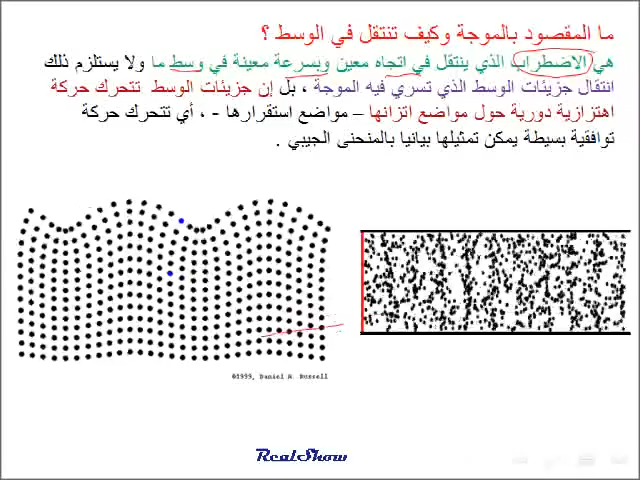 ما المقصود بالموجة وكيف تنتقل في الوسط ؟
هي الاضطراب الذي ينتقل في اتجاه معين وبسرعة معينة في وسط ما ولا يستلزم ذلك
انتقال جزيئات الوسط الذي تسري فيه الموجة ، بل إن جزيئات الوسط تتحرك حركة
اهتزازية دورية حول مواضع اتزانها – مواضع استقرارها - ، أي تتحرك حركة
توافقية بسيطة يمكن تمثيلها بيانيا بالمنحنى الجيبي .
©1999, Daniel A. Russell
RealShow